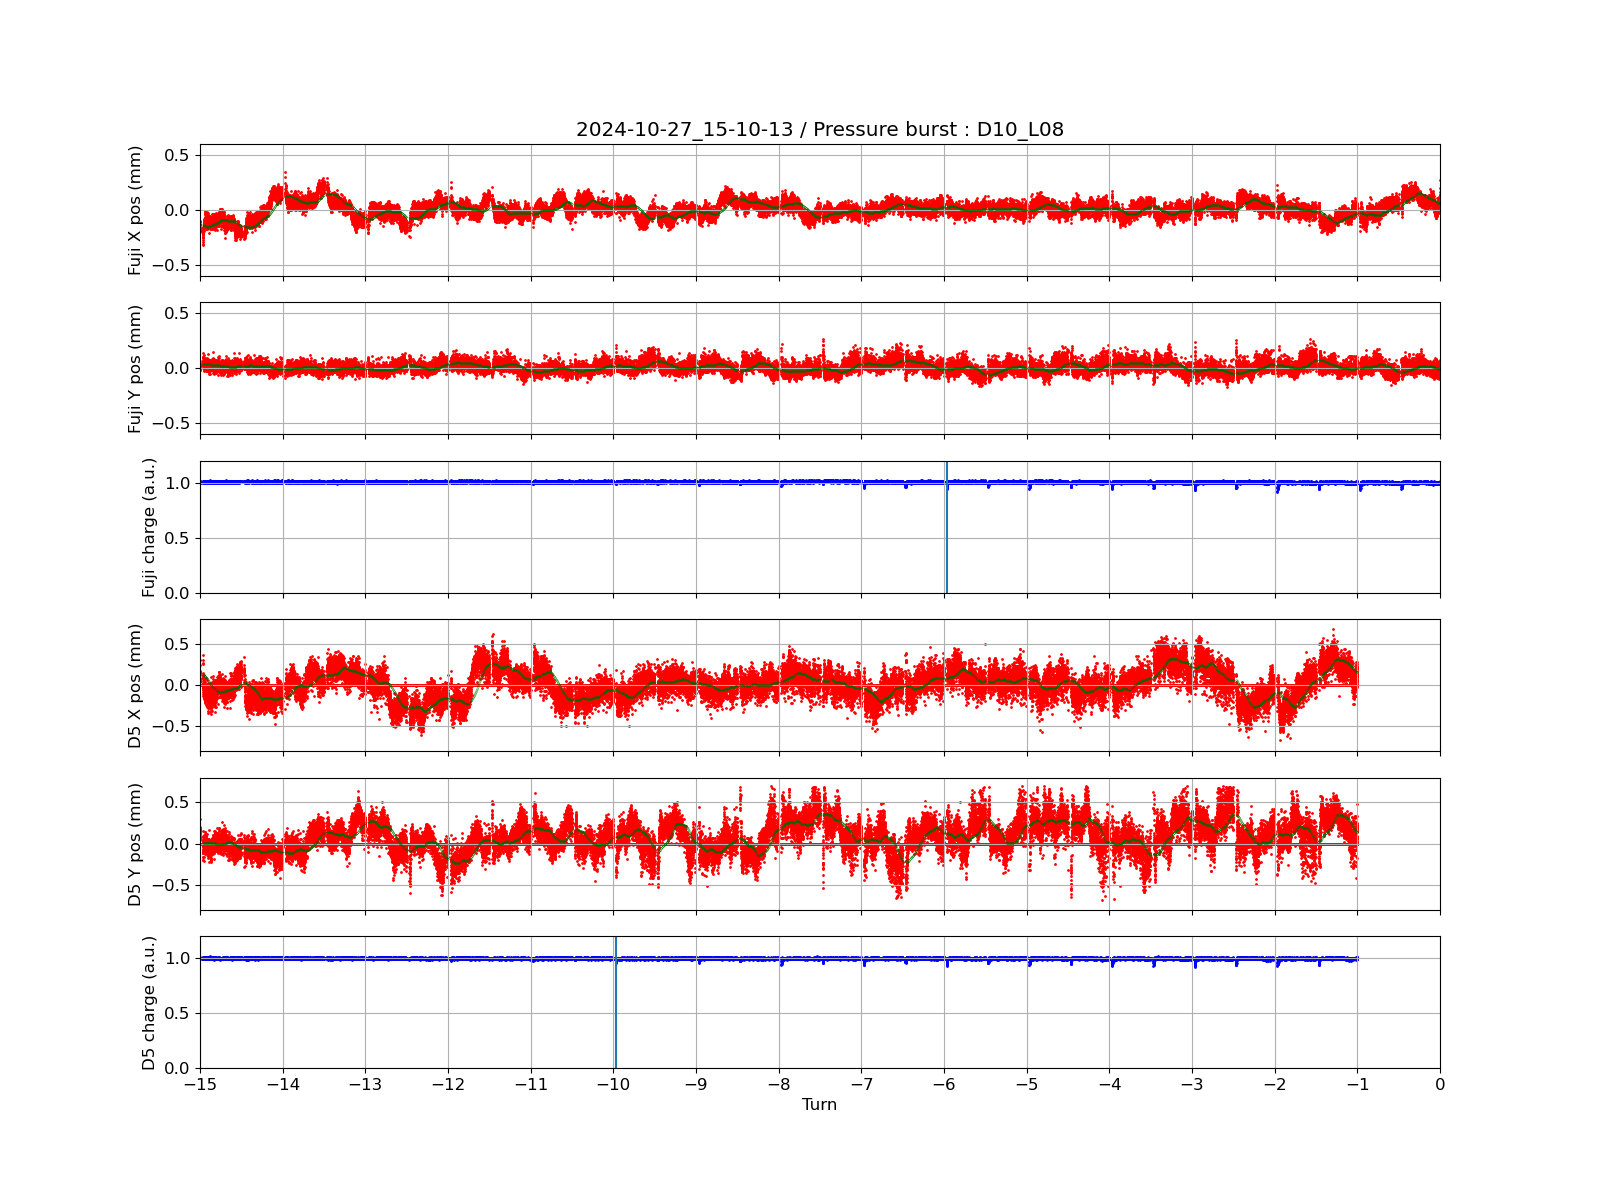 2024-10-27_15-10-13 / Pressure burst : D10_L08
Fuji X pos (mm)
0.5
0.0
−0.5
Fuji Y pos (mm)
0.5
0.0
−0.5
Fuji charge (a.u.)
1.0
0.5
0.0
D5 X pos (mm)
0.5
0.0
−0.5
D5 Y pos (mm)
0.5
0.0
−0.5
D5 charge (a.u.)
1.0
0.5
0.0
−15 −14 −13 −12 −11 −10 −9 −8 −7 −6 −5 −4 −3 −2 −1 0
Turn